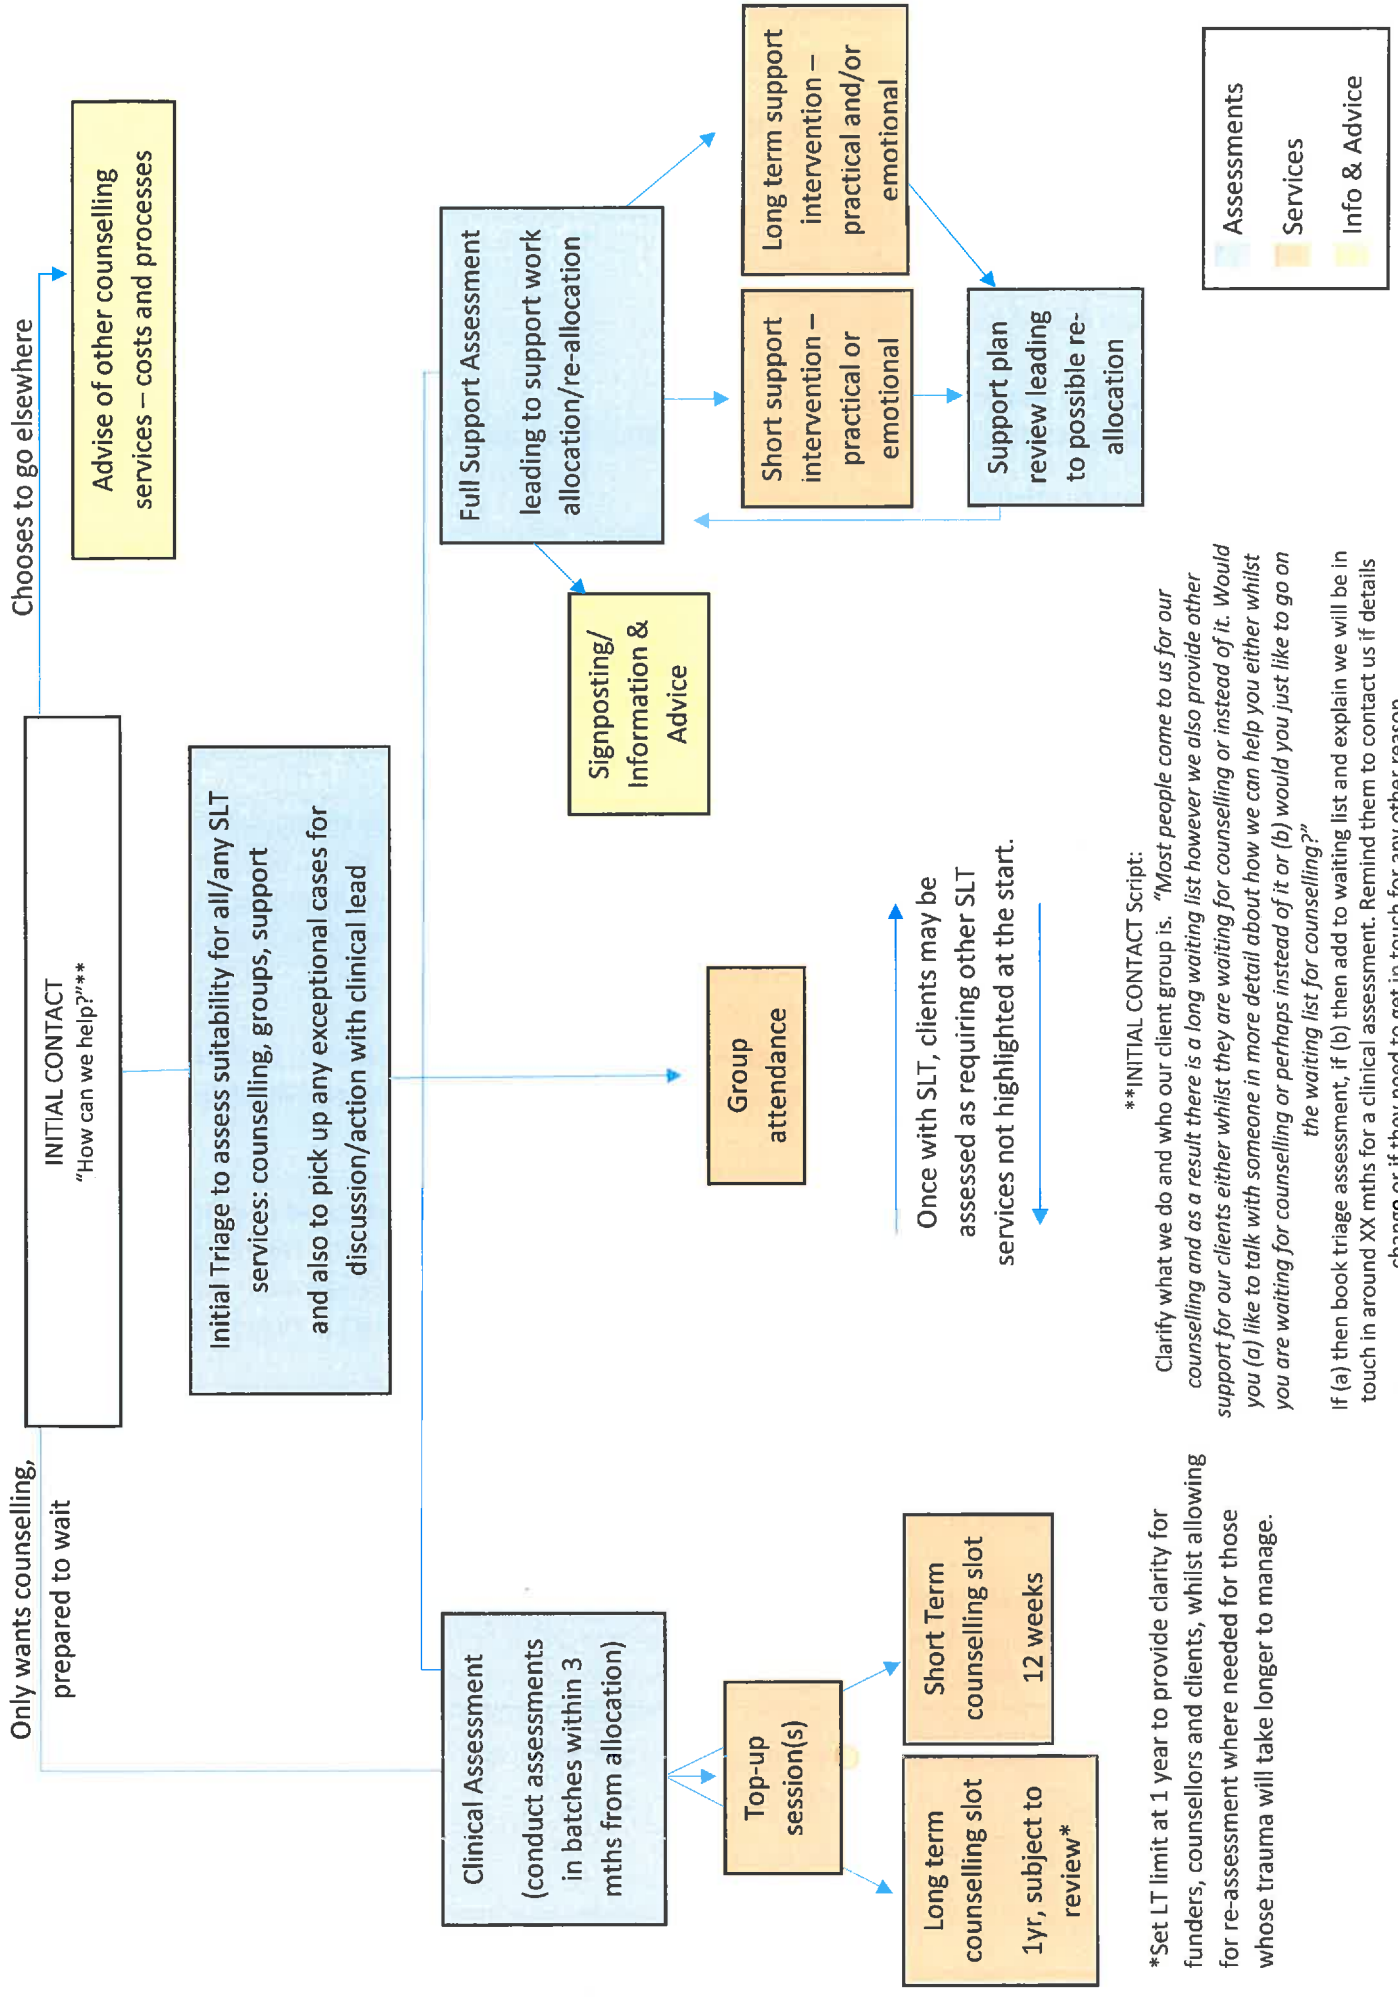 Only wants counselling,
prepared to wait
INITIAL CONTACT
"How can we help?"**
Chooses to go elsewhere
Advise of other counselling
services – costs and processes
Initial Triage to assess suitability for all/any SLT
services: counselling, groups, support
and also to pick up any exceptional cases for
discussion/action with clinical lead
Clinical Assessment
(conduct assessments
in batches within 3
mths from allocation)
Full Support Assessment
leading to support work
allocation/re-allocation
Signposting/
Information &
Advice
Top-up
session(s)
Group
attendance
Short support
intervention –
practical or
emotional
Long term support
intervention –
practical and/or
emotional
Long term
counselling slot
1yr, subject to
review*
Short Term
counselling slot
12 weeks
Once with SLT, clients may be
assessed as requiring other SLT
services not highlighted at the start.
Support plan
review leading
to possible re-
allocation
*Set LT limit at 1 year to provide clarity for
funders, counsellors and clients, whilst allowing
for re-assessment where needed for those
whose trauma will take longer to manage.
**INITIAL CONTACT Script:
Clarify what we do and who our client group is. "Most people come to us for our
counselling and as a result there is a long waiting list however we also provide other
support for our clients either whilst they are waiting for counselling or instead of it. Would
you (a) like to talk with someone in more detail about how we can help you either whilst
you are waiting for counselling or perhaps instead of it or (b) would you just like to go on
the waiting list for counselling?"
If (a) then book triage assessment, if (b) then add to waiting list and explain we will be in
touch in around XX mths for a clinical assessment. Remind them to contact us if details
change or if they need to get in touch for any other reason
Assessments
Services
Info & Advice